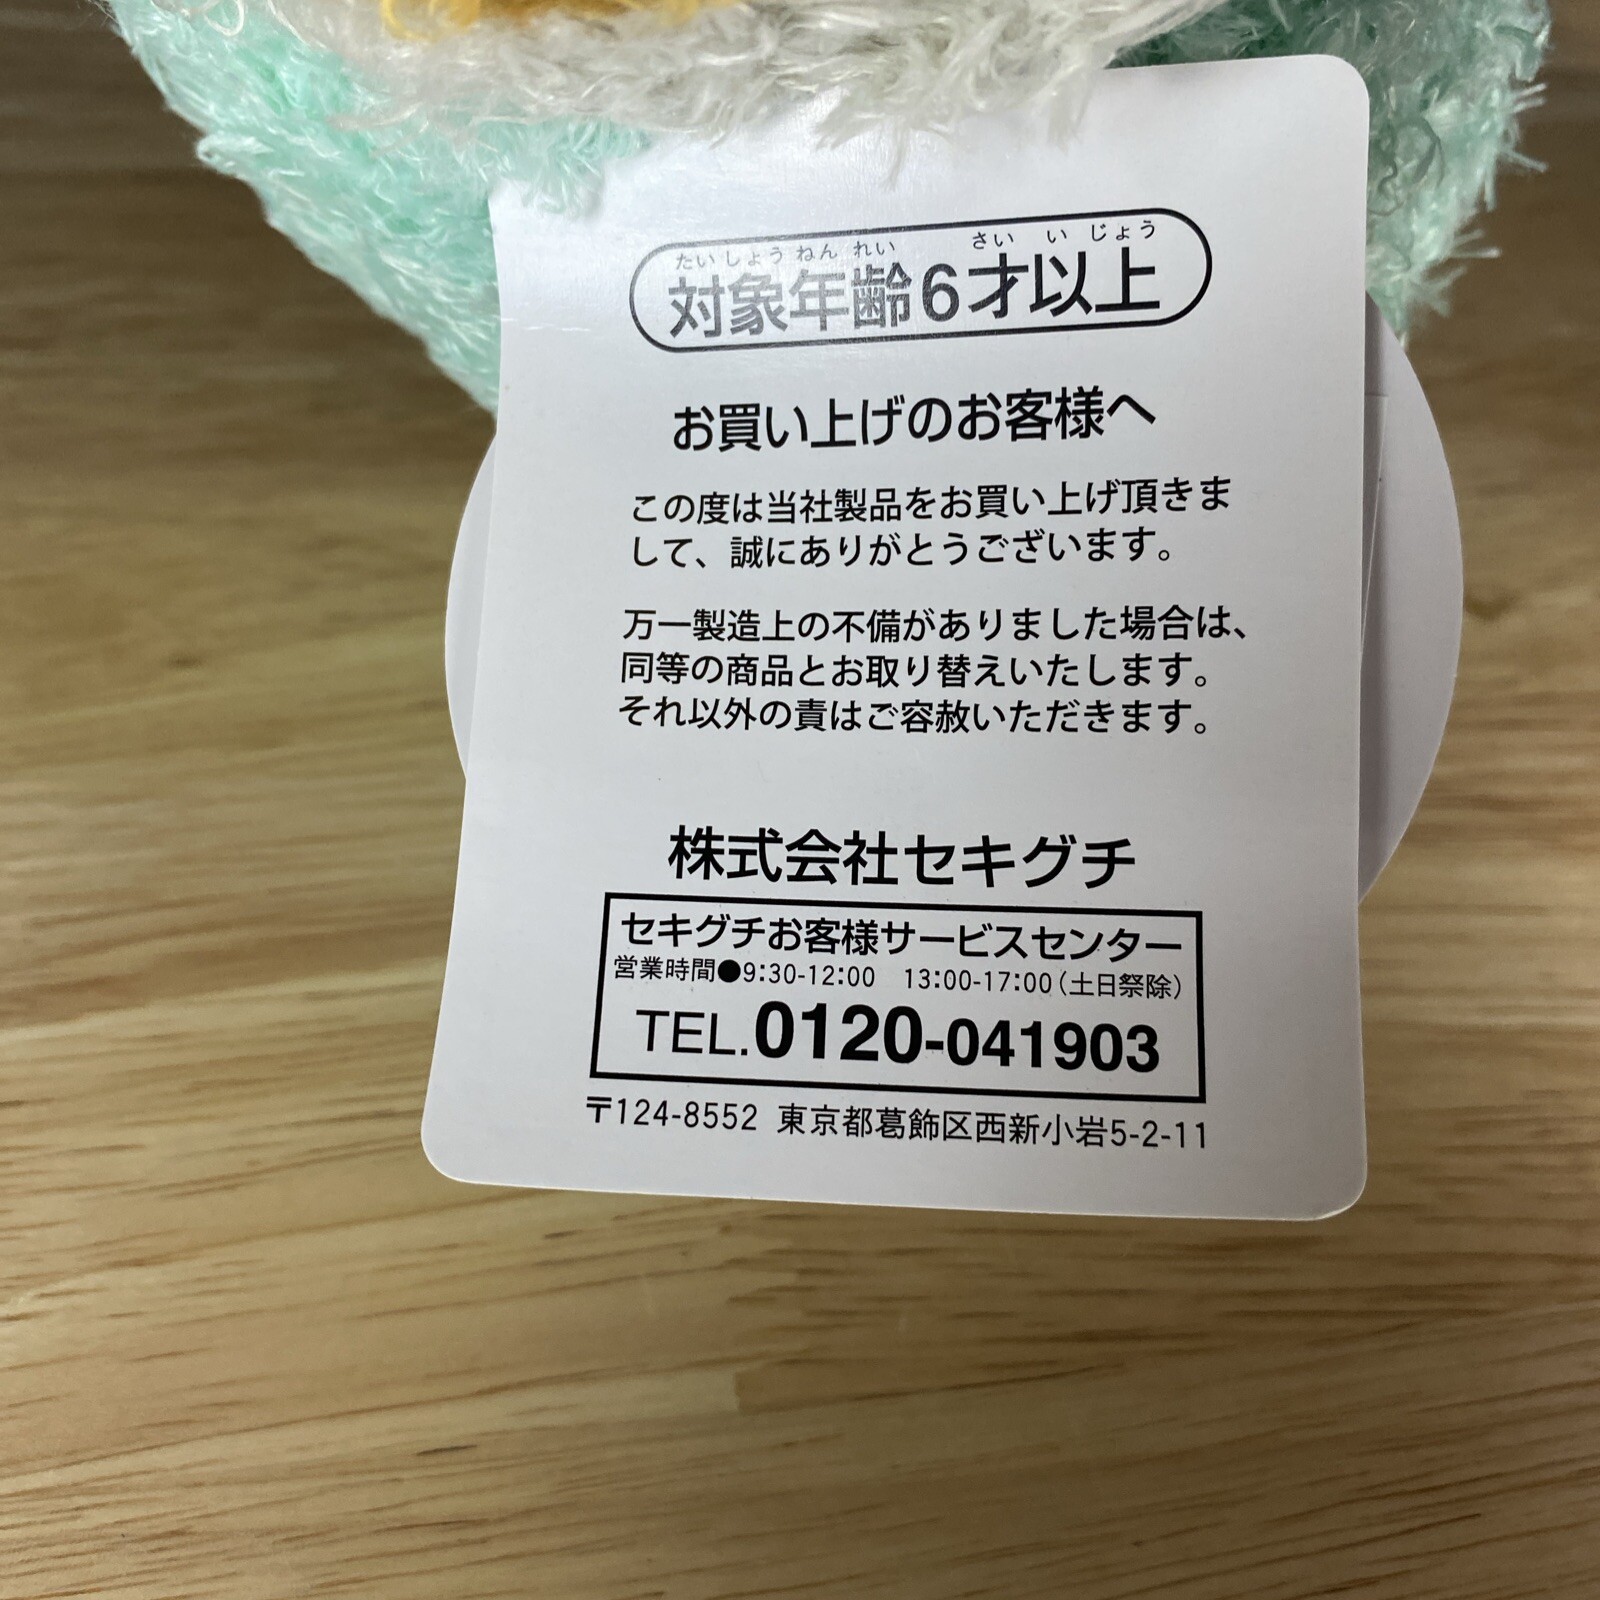 たいしょうねんれい さいいじょう
対象年齢6才以上
お買い上げのお客様へ
この度は当社製品をお買い上げ頂きま
して、誠にありがとうございます。
万一製造上の不備がありました場合は、
同等の商品とお取り替えいたします。
それ以外の責はご容赦いただきます。
株式会社セキグチ
セキグチお客様サービスセンター
営業時間●9:30-12:00 13:00-17:00(土日祭除)
TEL.0120-041903
〒124-8552 東京都葛飾区西新小岩5-2-11